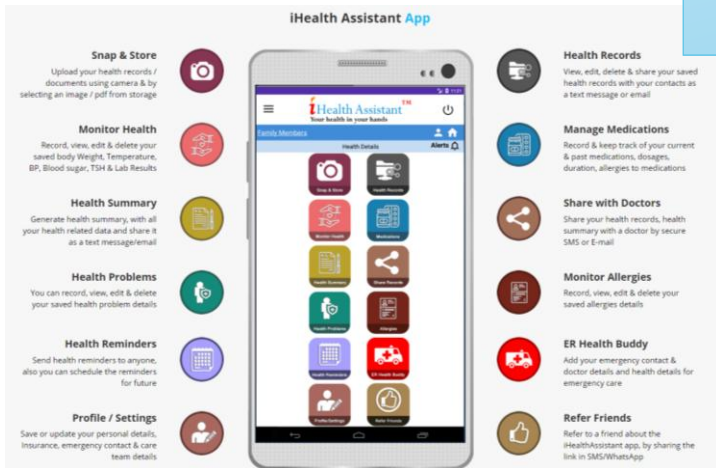 iHealth Assistant App
Snap & Store
Upload your health records /
documents using camera & by
selecting an image / pdf from storage
Monitor Health
Record, view, edit & delete your
saved body Weight, Temperature,
BP, Blood sugar, TSH & Lab Results
Health Summary
Generate health summary, with all
your health related data and share it
as a text message/email
Health Problems
You can record, view, edit & delete
your saved health problem details
Health Reminders
Send health reminders to anyone,
also you can schedule the reminders
for future
Profile / Settings
Save or update your personal details,
Insurance, emergency contact & care
team details
iHealth Assistant™
Your health in your hands
Family Members
Health Details
Alerts
Snap & Store
Health Records
Monitor Health
Medications
Health Summary
Share Records
Health Problems
Allergies
Health Reminders
ER Health Buddy
Profile/Settings
Refer Friends
Health Records
View, edit, delete & share your saved
health records with your contacts as
a text message or email
Manage Medications
Record & keep track of your current
& past medications, dosages,
duration, allergies to medications
Share with Doctors
Share your health records, health
summary with a doctor by secure
SMS or E-mail
Monitor Allergies
Record, view, edit & delete your
saved allergies details
ER Health Buddy
Add your emergency contact &
doctor details and health details for
emergency care
Refer Friends
Refer to a friend about the
iHealthAssistant app, by sharing the
link in SMS/WhatsApp